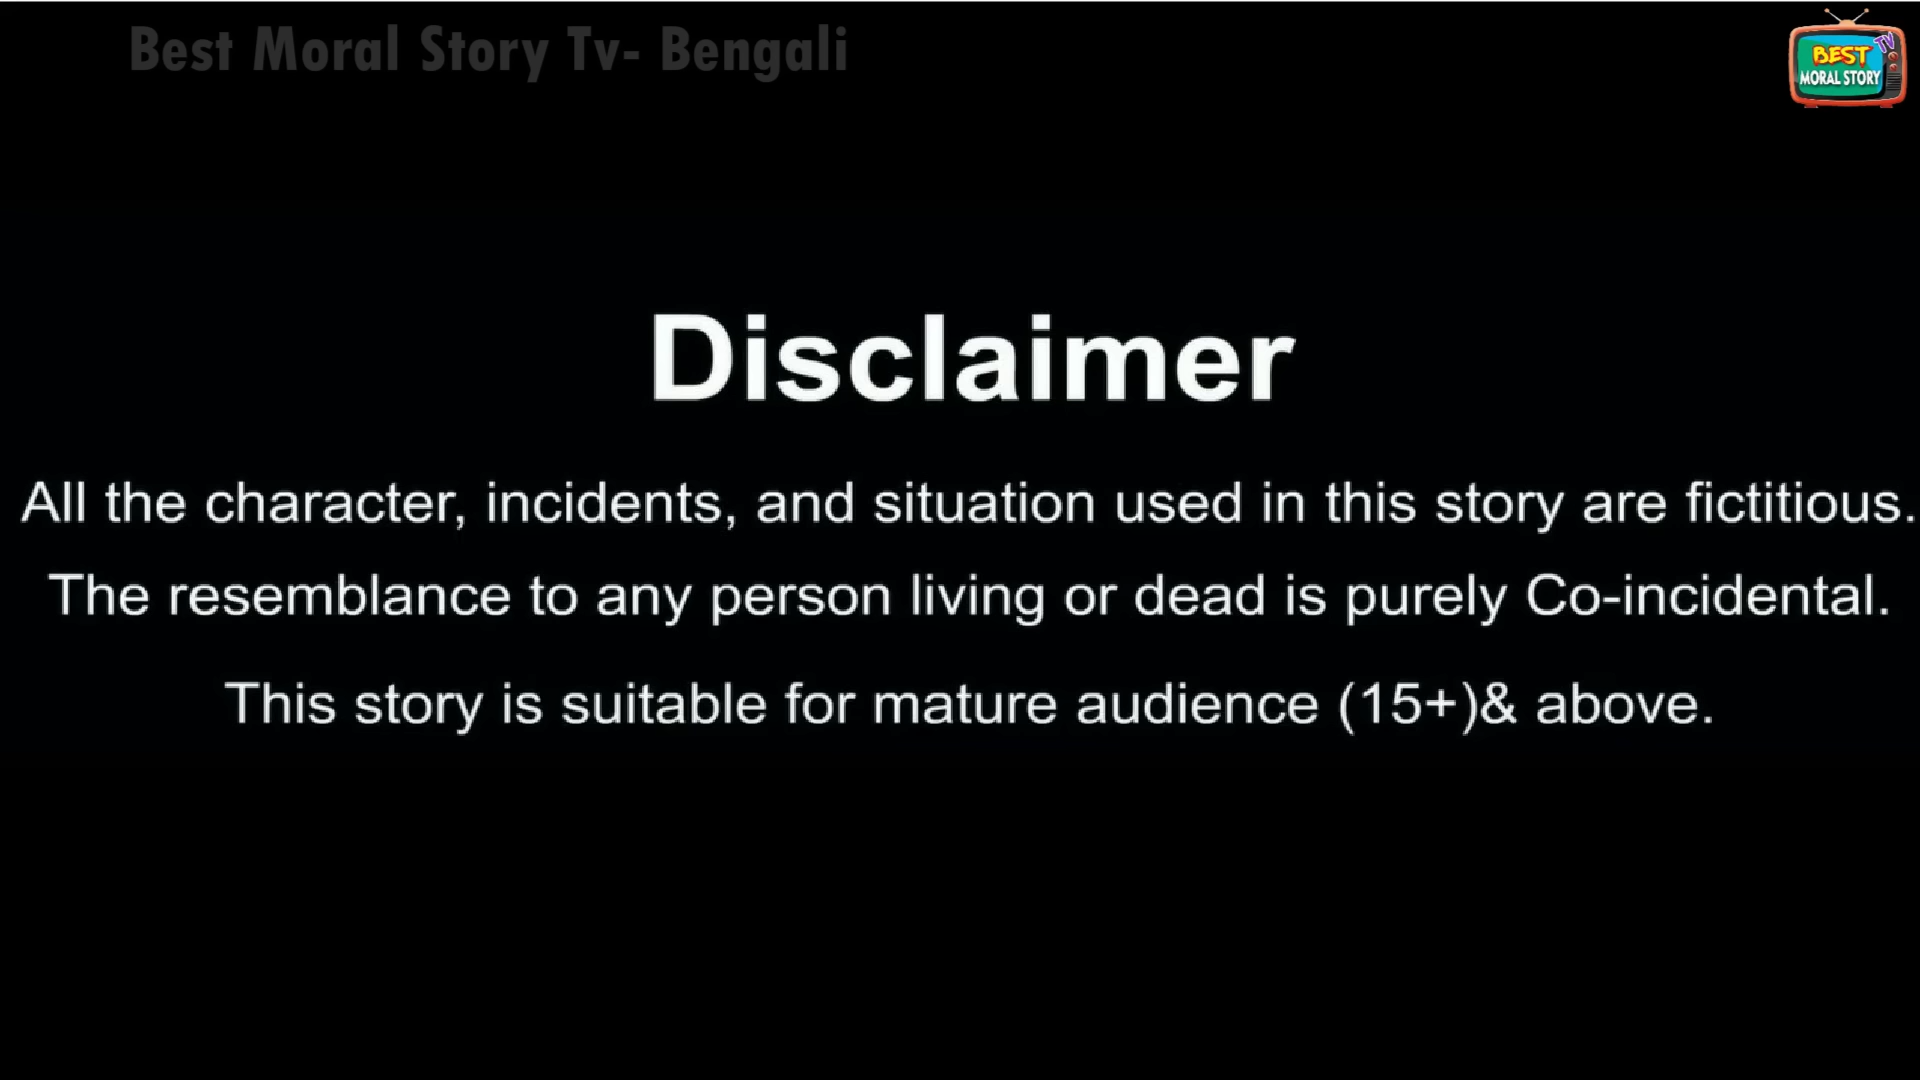 Best Moral Story Tv- Bengali
BEST TV
MORAL STORY
Disclaimer
All the character, incidents, and situation used in this story are fictitious.
The resemblance to any person living or dead is purely Co-incidental.
This story is suitable for mature audience (15+)& above.